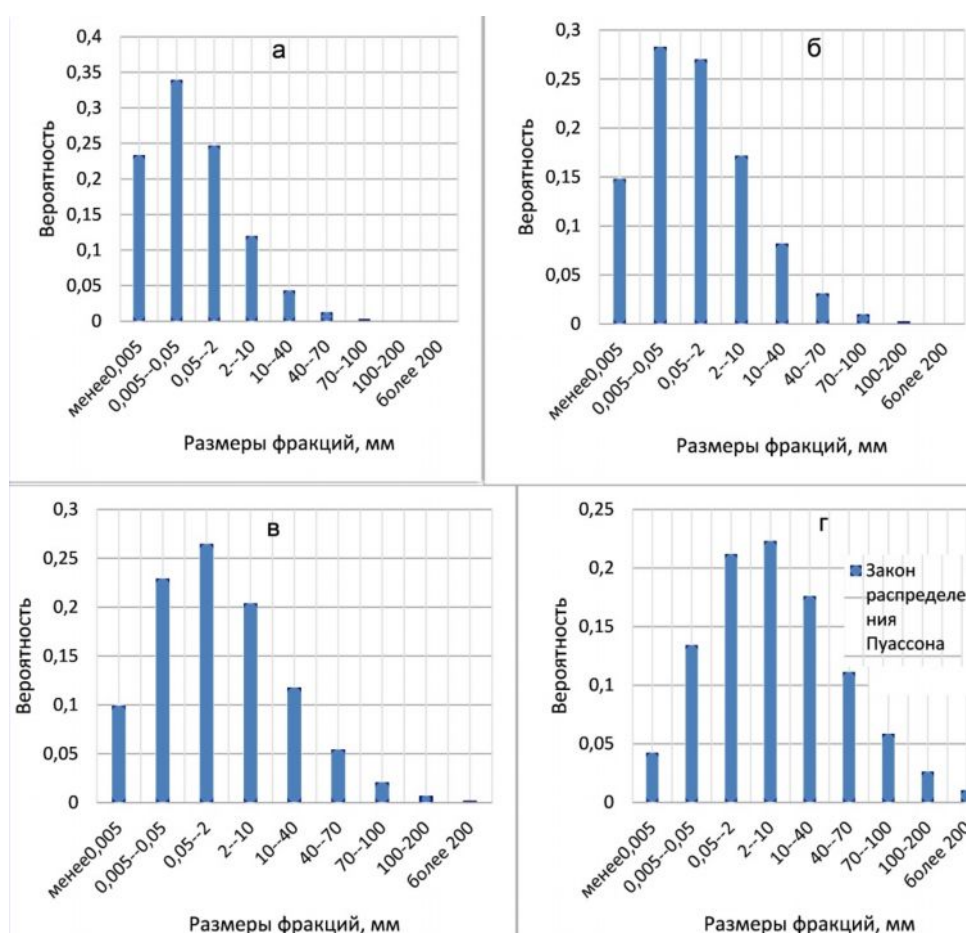 а
0,4
0,35
0,3
0,25
0,2
0,15
0,1
0,05
0
Вероятность
менее0,005
0,005--0,05
0,05--2
2--10
10--40
40--70
70--100
100-200
более 200
Размеры фракций, мм
б
0,3
0,25
0,2
0,15
0,1
0,05
0
Вероятность
менее0,005
0,005--0,05
0,05--2
2--10
10--40
40--70
70--100
100-200
более 200
Размеры фракций, мм
в
0,3
0,25
0,2
0,15
0,1
0,05
0
Вероятность
менее0,005
0,005--0,05
0,05--2
2--10
10--40
40--70
70--100
100-200
более 200
Размеры фракций, мм
г
0,25
0,2
0,15
0,1
0,05
0
Вероятность
Закон
распределе
ния
Пуассона
менее0,005
0,005--0,05
0,05--2
2--10
10--40
40--70
70--100
100-200
более 200
Размеры фракций, мм